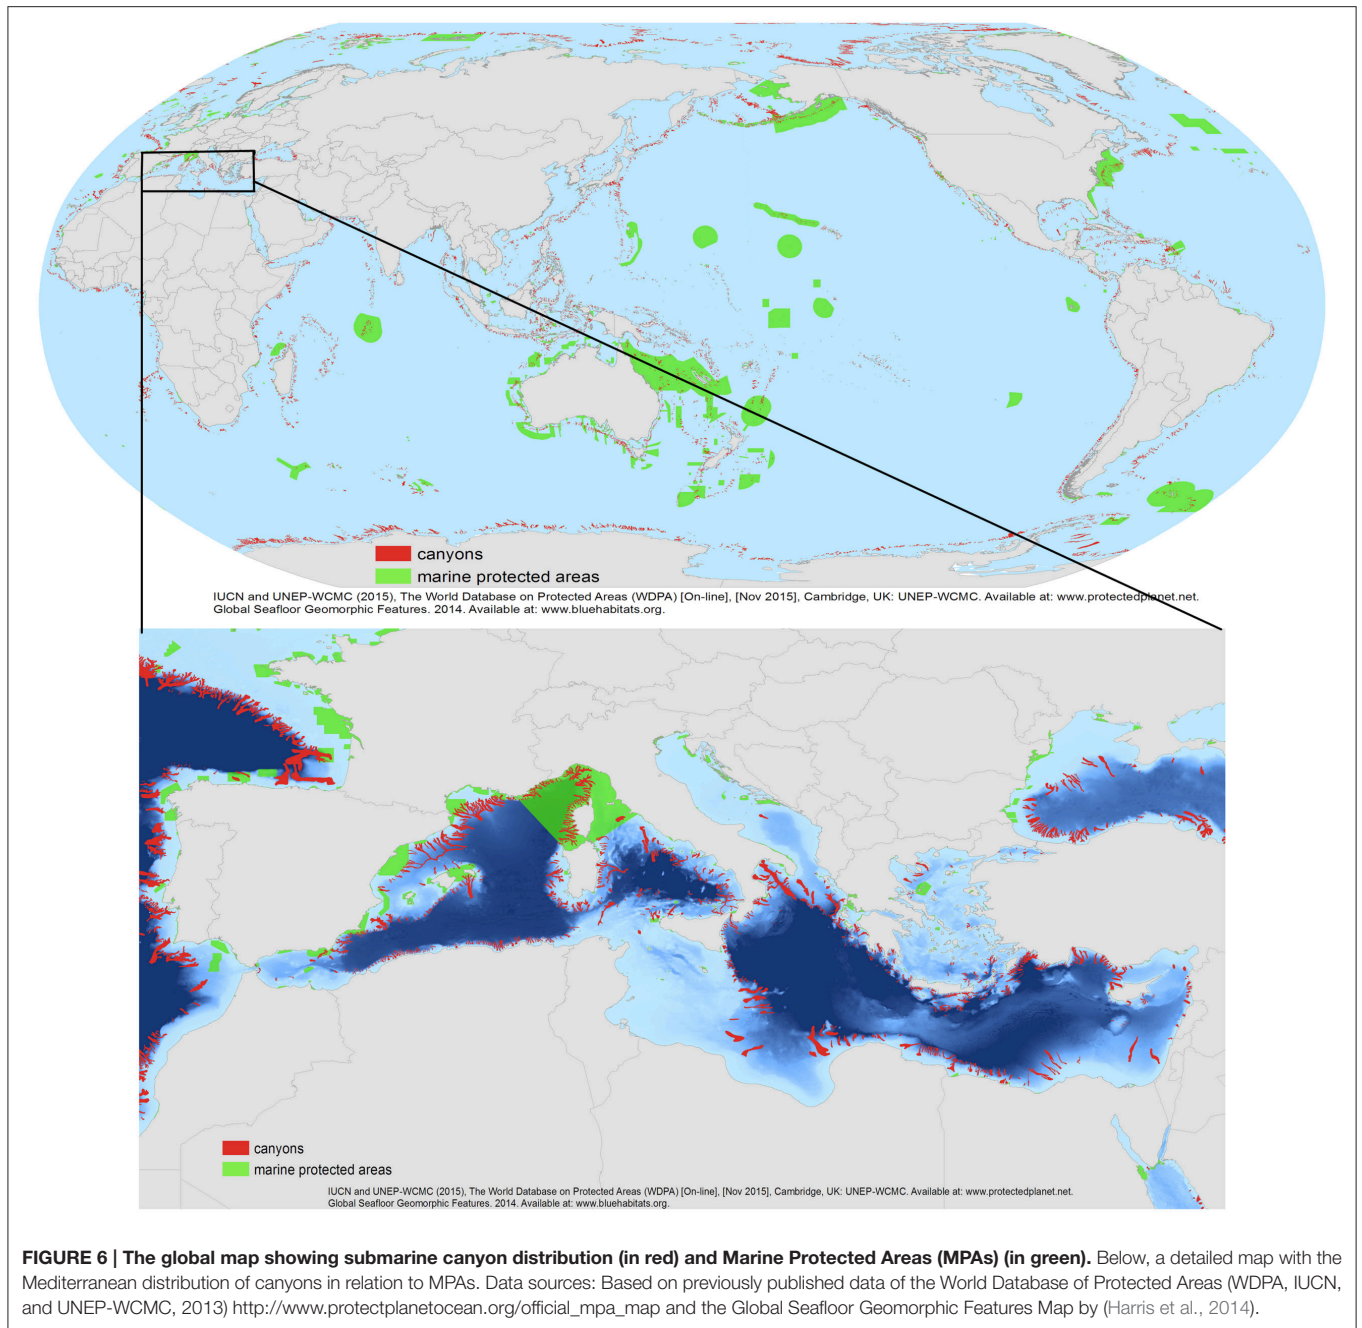 canyons
marine protected areas
IUCN and UNEP-WCMC (2015), The World Database on Protected Areas (WDPA) [On-line], [Nov 2015], Cambridge, UK: UNEP-WCMC. Available at: www.protectedplanet.net.
Global Seafloor Geomorphic Features. 2014. Available at: www.bluehabitats.org.
canyons
marine protected areas
IUCN and UNEP-WCMC (2015), The World Database on Protected Areas (WDPA) [On-line], [Nov 2015], Cambridge, UK: UNEP-WCMC. Available at: www.protectedplanet.net.
Global Seafloor Geomorphic Features. 2014. Available at: www.bluehabitats.org.
FIGURE 6 | The global map showing submarine canyon distribution (in red) and Marine Protected Areas (MPAs) (in green). Below, a detailed map with the
Mediterranean distribution of canyons in relation to MPAs. Data sources: Based on previously published data of the World Database of Protected Areas (WDPA, IUCN,
and UNEP-WCMC, 2013) http://www.protectplanetocean.org/official_mpa_map and the Global Seafloor Geomorphic Features Map by (Harris et al., 2014).